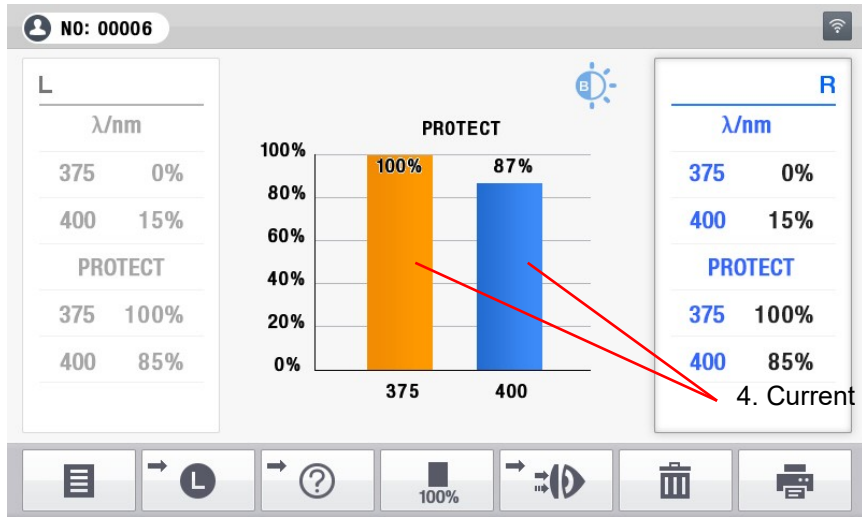 NO: 00006
L
λ/nm
375 0%
400 15%
PROTECT
375 100%
400 85%
B
PROTECT
100%
80%
60%
40%
20%
0%
100%
87%
375 400
R
λ/nm
375 0%
400 15%
PROTECT
375 100%
400 85%
4. Current
L
?
100%